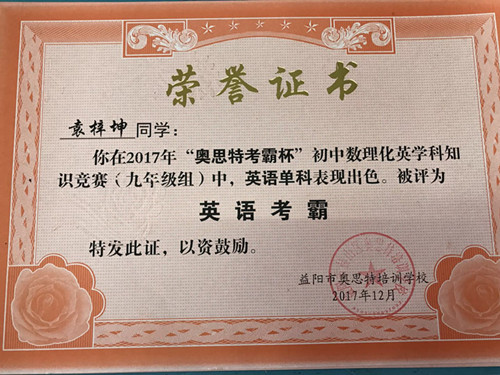 荣誉证书
袁梓坤同学：
你在2017年“奥思特考霸杯”初中数理化英学科知
识竞赛（九年级组）中，英语单科表现出色。被评为
英语考霸
特发此证，以资鼓励。
益阳市奥思特培训学校
2017年12月